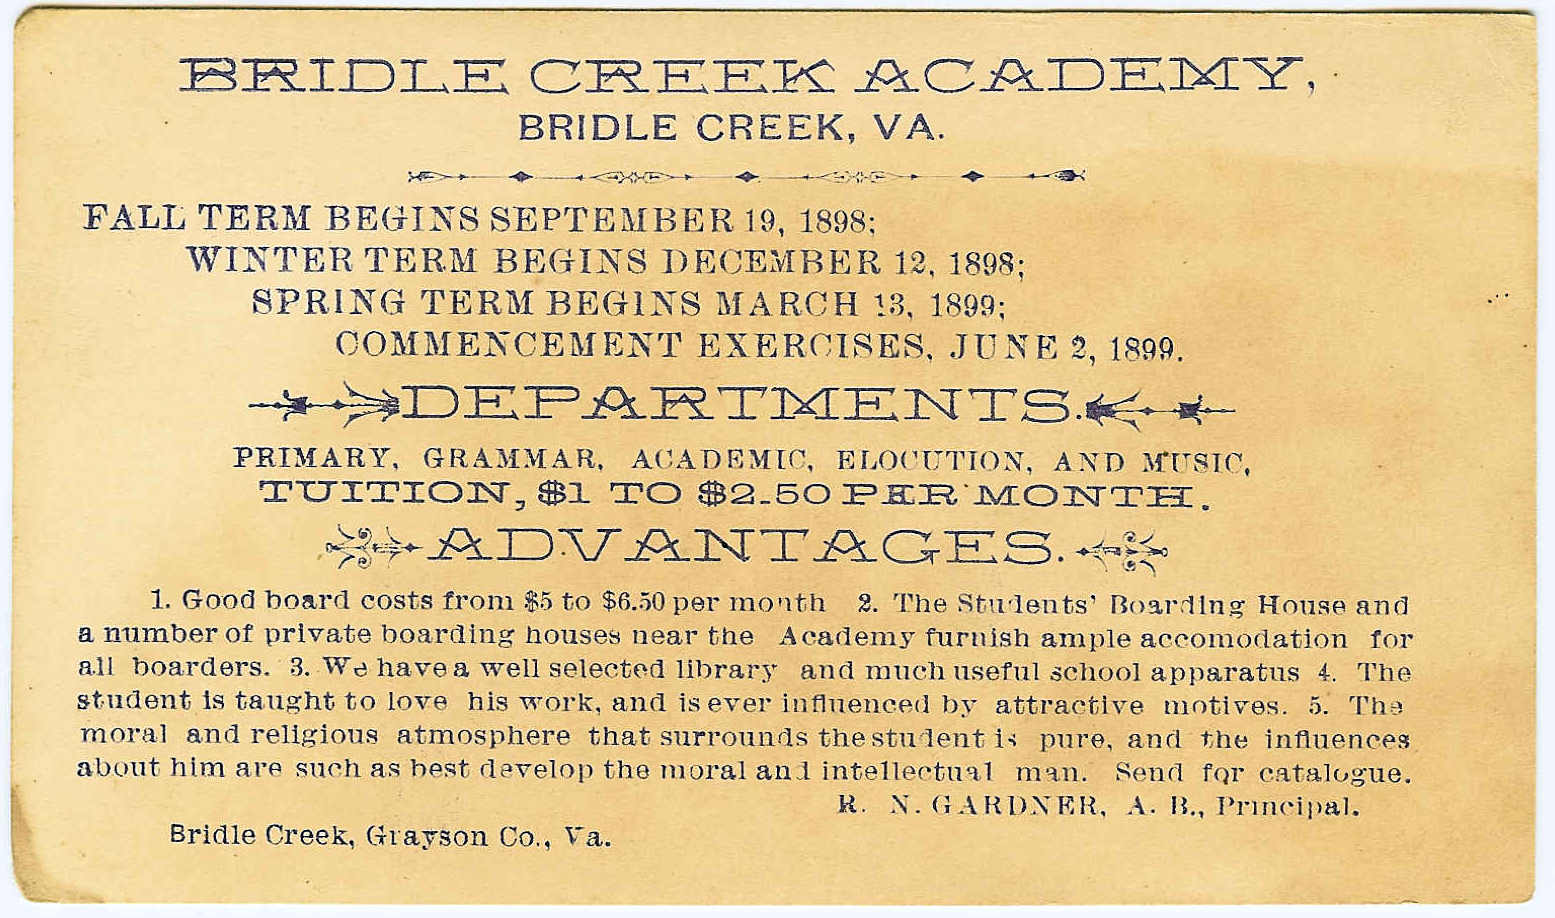 BRIDLE CREEK ACADEMY,
BRIDLE CREEK, VA.
FALL TERM BEGINS SEPTEMBER 19, 1898;
WINTER TERM BEGINS DECEMBER 12, 1898;
SPRING TERM BEGINS MARCH 13, 1899;
COMMENCEMENT EXERCISES, JUNE 2, 1899.
DEPARTMENTS.
PRIMARY, GRAMMAR, ACADEMIC, ELOCUTION, AND MUSIC,
TUITION, $1 TO $2.50 PER MONTH.
ADVANTAGES.
1. Good board costs from $5 to $6.50 per month 2. The Students' Boarding House and
a number of private boarding houses near the Academy furnish ample accomodation for
all boarders. 3. We have a well selected library and much useful school apparatus 4. The
student is taught to love his work, and is ever influenced by attractive motives. 5. The
moral and religious atmosphere that surrounds the student is pure, and the influences
about him are such as best develop the moral and intellectual man. Send for catalogue.
R. N. GARDNER, A. B., Principal.
Bridle Creek, Grayson Co., Va.